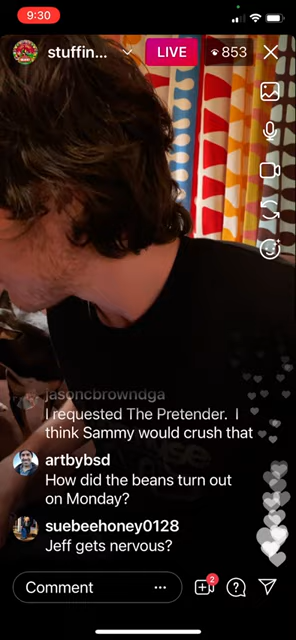 9:30
stuffin...
LIVE
853
jasoncbrowndga
I requested The Pretender.  I
think Sammy would crush that
artbybsd
How did the beans turn out
on Monday?
suebeehoney0128
Jeff gets nervous?
Comment
2